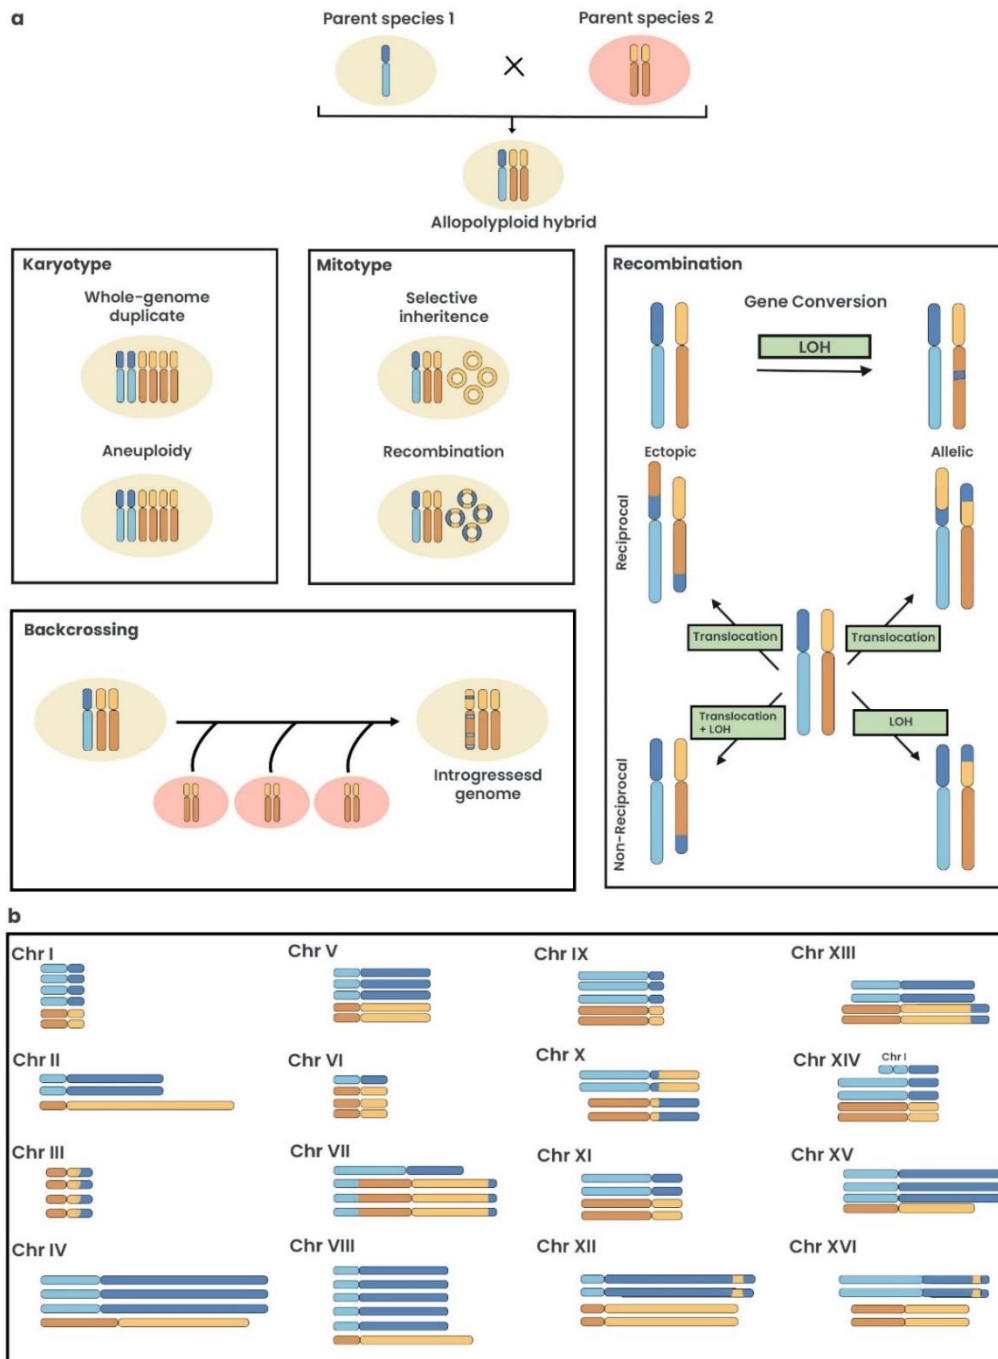 a
Parent species 1
Parent species 2
Allopolyploid hybrid
Karyotype
Whole-genome
duplicate
Aneuploidy
Mitotype
Selective
inheritence
Recombination
Recombination
Gene Conversion
LOH
Ectopic
Allelic
Reciprocal
Translocation
Translocation
Translocation
+ LOH
LOH
Non-Reciprocal
Backcrossing
Introgressesd
genome
b
Chr I
Chr V
Chr IX
Chr XIII
Chr II
Chr VI
Chr X
Chr XIV
Chr I
Chr III
Chr VII
Chr XI
Chr XV
Chr IV
Chr VIII
Chr XII
Chr XVI